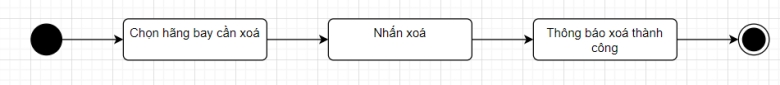 Chọn hãng bay cần xoá
Nhấn xoá
Thông báo xoá thành
công